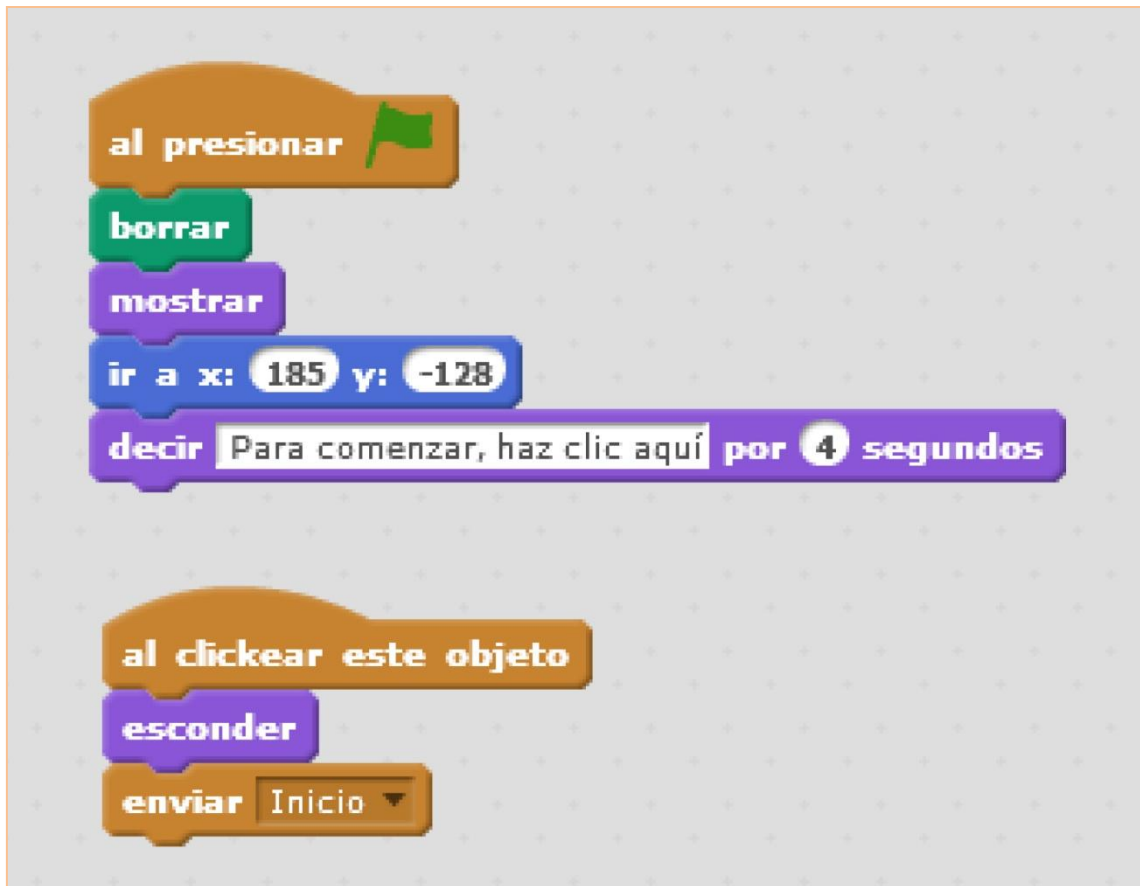 al presionar
borrar
mostrar
ir a x: 185 y: -128
decir Para comenzar, haz clic aquí por 4 segundos
al clickear este objeto
esconder
enviar Inicio